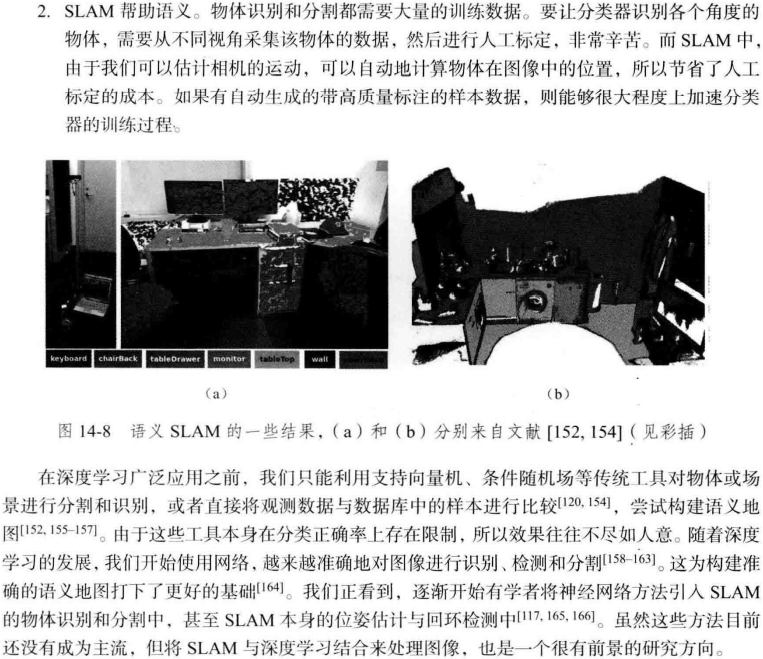 2. SLAM 帮助语义。物体识别和分割都需要大量的训练数据。要让分类器识别各个角度的
物体，需要从不同视角采集该物体的数据，然后进行人工标定，非常辛苦。而 SLAM 中，
由于我们可以估计相机的运动，可以自动地计算物体在图像中的位置，所以节省了人工
标定的成本。如果有自动生成的带高质量标注的样本数据，则能够很大程度上加速分类
器的训练过程。
keyboard chairBack tableDrawer monitor tableTop wall
（a） （b）
图 14-8 语义 SLAM 的一些结果，（a）和（b）分别来自文献 [152, 154]（见彩插）
在深度学习广泛应用之前，我们只能利用支持向量机、条件随机场等传统工具对物体或场
景进行分割和识别，或者直接将观测数据与数据库中的样本进行比较[120, 154]，尝试构建语义地
图[152, 155–157]。由于这些工具本身在分类正确率上存在限制，所以效果往往不尽如人意。随着深度
学习的发展，我们开始使用网络，越来越准确地对图像进行识别、检测和分割[158–163]。这为构建准
确的语义地图打下了更好的基础[164]。我们正看到，逐渐开始有学者将神经网络方法引入 SLAM
的物体识别和分割中，甚至 SLAM 本身的位姿估计与回环检测中[117, 165, 166]。虽然这些方法目前
还没有成为主流，但将 SLAM 与深度学习结合来处理图像，也是一个很有前景的研究方向。